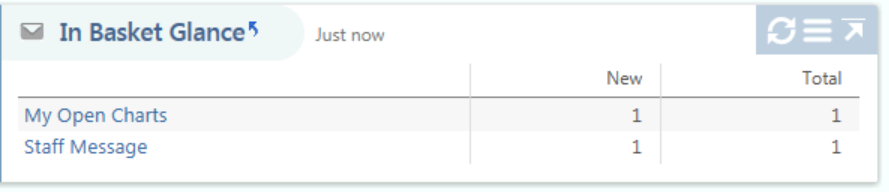 In Basket Glance Just now
New Total
My Open Charts 1 1
Staff Message 1 1